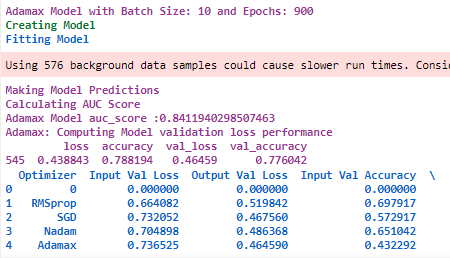 Adamax Model with Batch Size: 10 and Epochs: 900
Creating Model
Fitting Model
Using 576 background data samples could cause slower run times. Consi
Making Model Predictions
Calculating AUC Score
Adamax Model auc_score :0.8411940298507463
Adamax: Computing Model validation loss performance
loss accuracy val_loss val_accuracy
545 0.438843 0.788194 0.46459 0.776042
Optimizer Input Val Loss Output Val Loss Input Val Accuracy \
0 0 0.000000 0.000000 0.000000
1 RMSprop 0.664082 0.519842 0.697917
2 SGD 0.732052 0.467560 0.572917
3 Nadam 0.704898 0.486368 0.651042
4 Adamax 0.736525 0.464590 0.432292